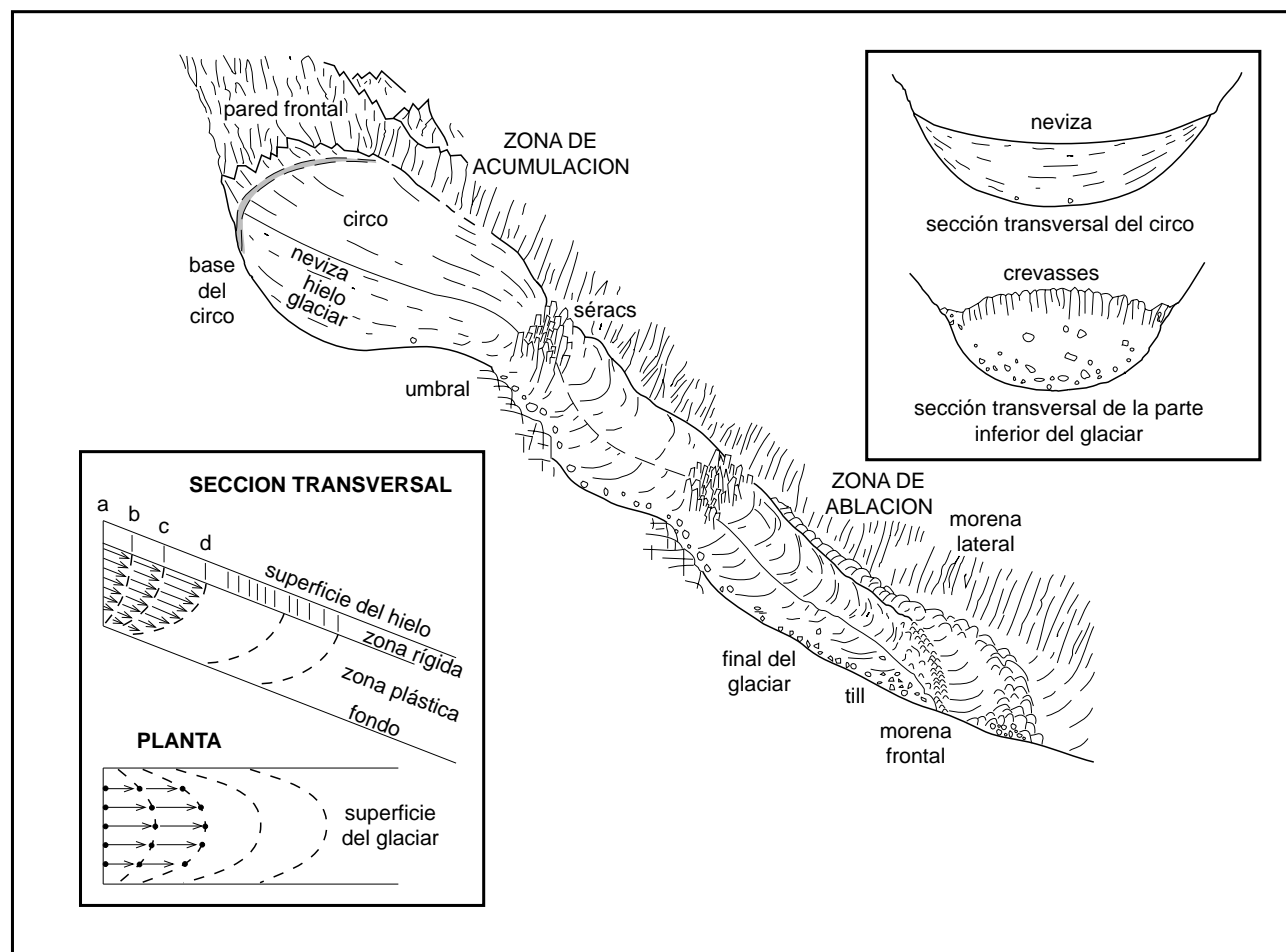 pared frontal
ZONA DE
ACUMULACION
circo
neviza
hielo
glaciar
base
del
circo
séracs
umbral
ZONA DE
ABLACION
morena
lateral
final del
glaciar
till
morena
frontal
neviza
sección transversal del circo
crevasses
sección transversal de la parte
inferior del glaciar
SECCION TRANSVERSAL
a
b
c
d
superficie del hielo
zona rígida
zona plástica
fondo
PLANTA
superficie
del glaciar